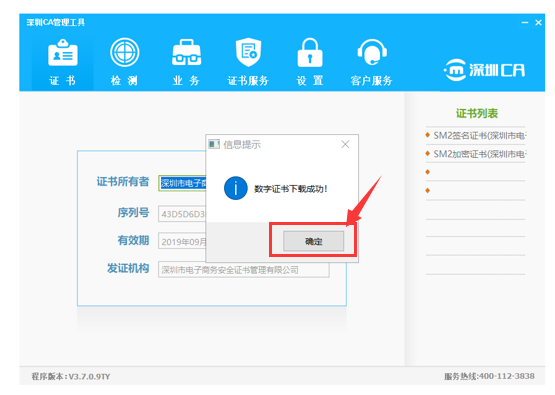 深圳CA管理工具
证书
检测
业务
证书服务
设置
客户服务
深圳CA
证书列表
SM2签名证书(深圳市电
SM2加密证书(深圳市电
信息提示
数字证书下载成功!
确定
证书所有者
深圳市电子商
序列号
43D5D6D3
有效期
2019年09月
发证机构
深圳市电子商务安全证书管理有限公司
程序版本:V3.7.0.9TY
服务热线:400-112-3838